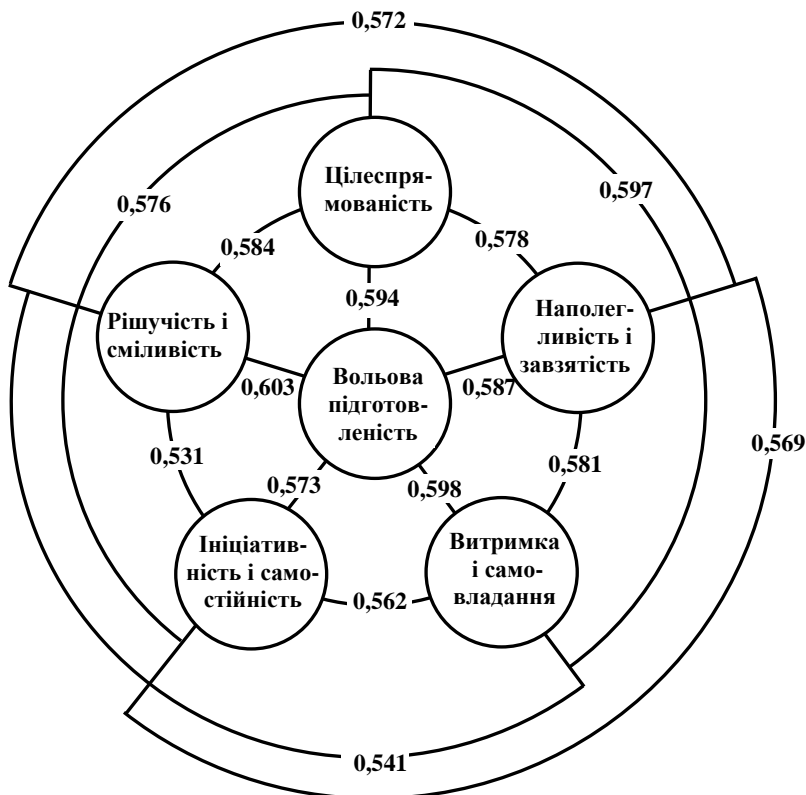 0,572
Цілеспря-
мованість
0,576
0,597
0,584
0,578
0,594
Рішучість і
сміливість
Наполег-
ливість і
завзятість
0,603
Вольова
підготов-
леність
0,587
0,531
0,573
0,598
0,581
0,569
Ініціатив-
ність і само-
стійність
Витримка
і само-
владання
0,562
0,541